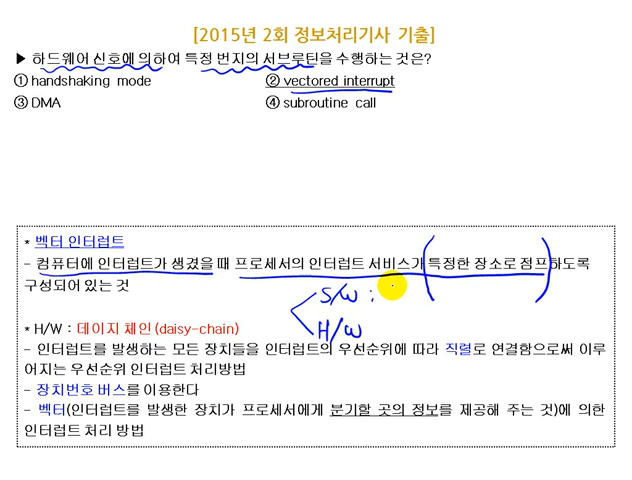 [2015년 2회 정보처리기사 기출]
▶ 하드웨어 신호에 의하여 특정 번지의 서브루틴을 수행하는 것은?
① handshaking mode ② vectored interrupt
③ DMA ④ subroutine call
* 벡터 인터럽트
- 컴퓨터에 인터럽트가 생겼을 때 프로세서의 인터럽트 서비스가 특정한 장소로 점프하도록
구성되어 있는 것
S/W :
H/W
* H/W : 데이지 체인(daisy-chain)
- 인터럽트를 발생하는 모든 장치들을 인터럽트의 우선순위에 따라 직렬로 연결함으로써 이루
어지는 우선순위 인터럽트 처리방법
- 장치번호 버스를 이용한다
- 벡터(인터럽트를 발생한 장치가 프로세서에게 분기할 곳의 정보를 제공해 주는 것)에 의한
인터럽트 처리 방법